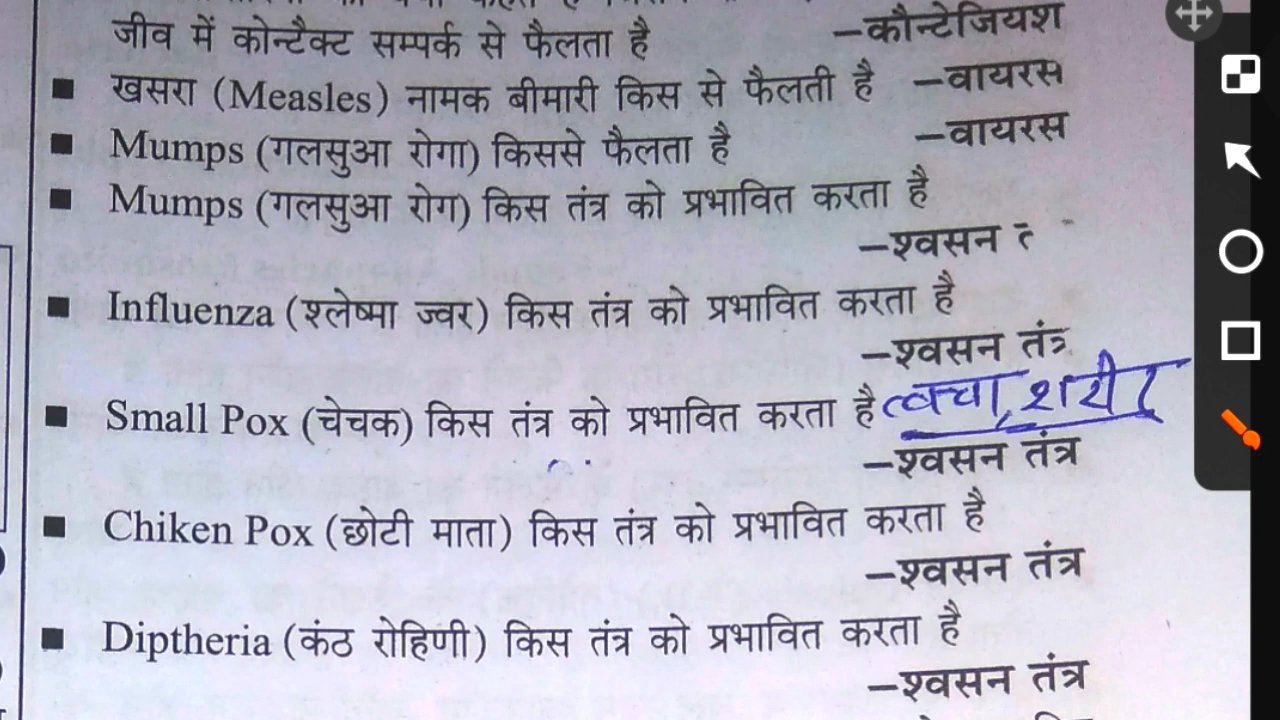 जीव में कोन्टैक्ट सम्पर्क से फैलता है –कौन्टेजियश
■ खसरा (Measles) नामक बीमारी किस से फैलती है –वायरस
■ Mumps (गलसुआ रोगा) किससे फैलता है –वायरस
■ Mumps (गलसुआ रोग) किस तंत्र को प्रभावित करता है
–श्वसन
■ Influenza (श्लेष्मा ज्वर) किस तंत्र को प्रभावित करता है
–श्वसन तंत्र
■ Small Pox (चेचक) किस तंत्र को प्रभावित करता है त्वचा, शरीर
–श्वसन तंत्र
■ Chiken Pox (छोटी माता) किस तंत्र को प्रभावित करता है
–श्वसन तंत्र
■ Diptheria (कंठ रोहिणी) किस तंत्र को प्रभावित करता है
–श्वसन तंत्र